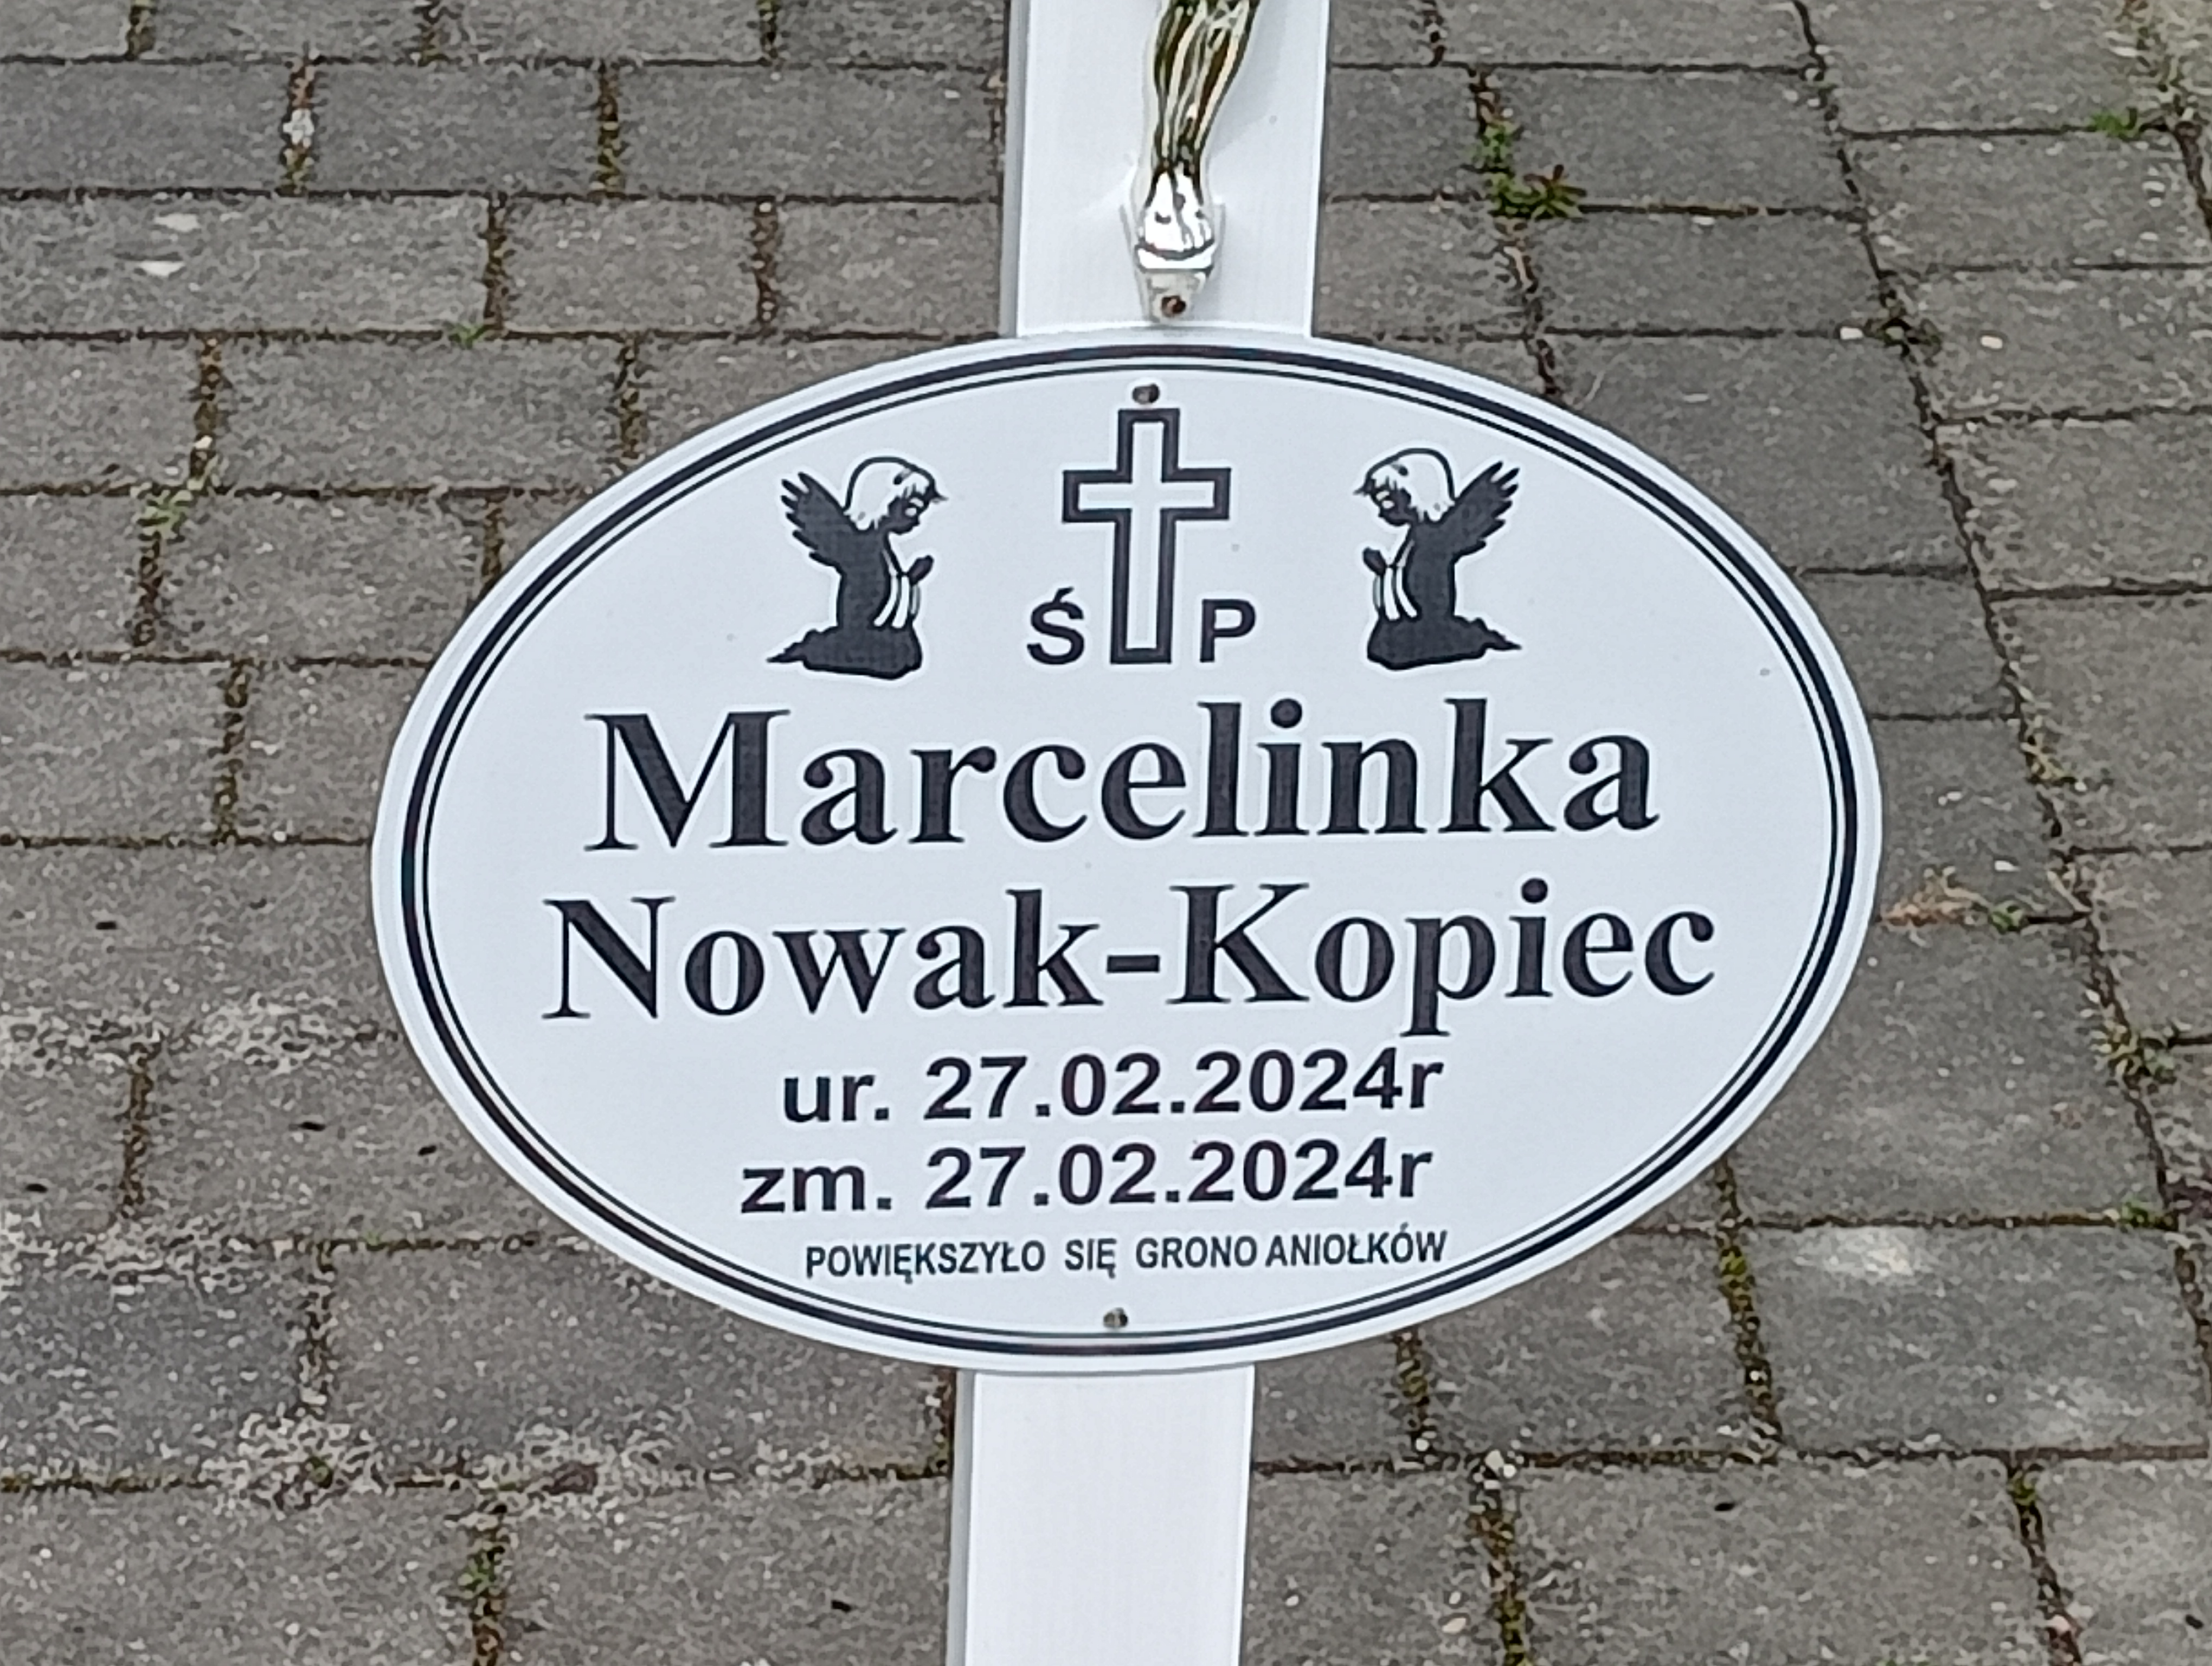 Ś P
Marcelinka
Nowak-Kopiec
ur. 27.02.2024r
zm. 27.02.2024r
POWIĘKSZYŁO SIĘ GRONO ANIOŁKÓW